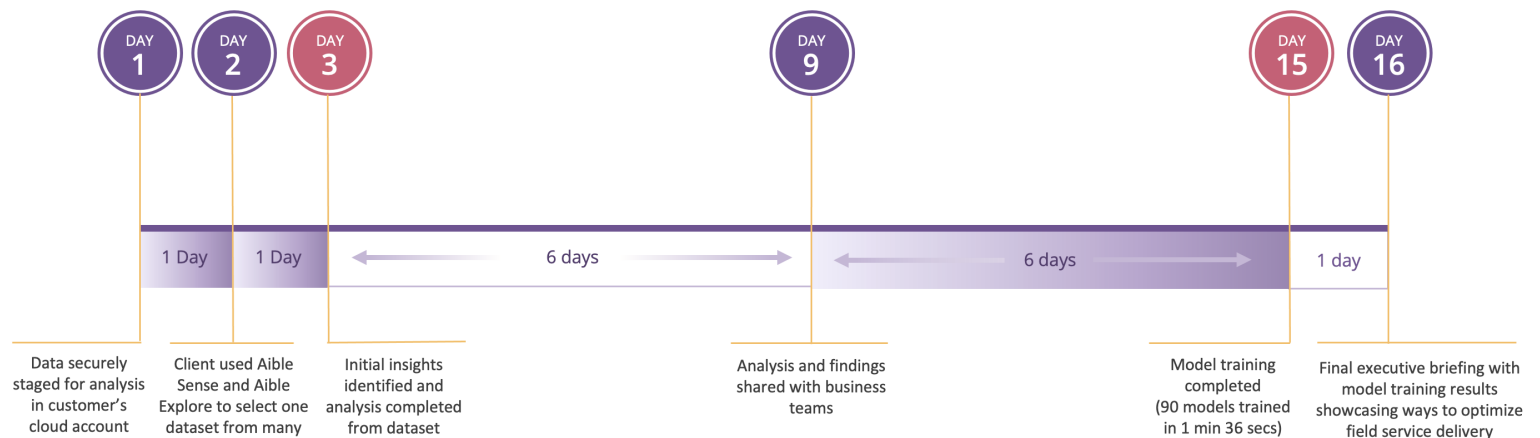 DAY
1
DAY
2
DAY
3
DAY
9
DAY
15
DAY
16
1 Day
1 Day
6 days
6 days
1 day
Data securely
staged for analysis
in customer’s
cloud account
Client used Aible
Sense and Aible
Explore to select one
dataset from many
Initial insights
identified and
analysis completed
from dataset
Analysis and findings
shared with business
teams
Model training
completed
(90 models trained
in 1 min 36 secs)
Final executive briefing with
model training results
showcasing ways to optimize
field service delivery